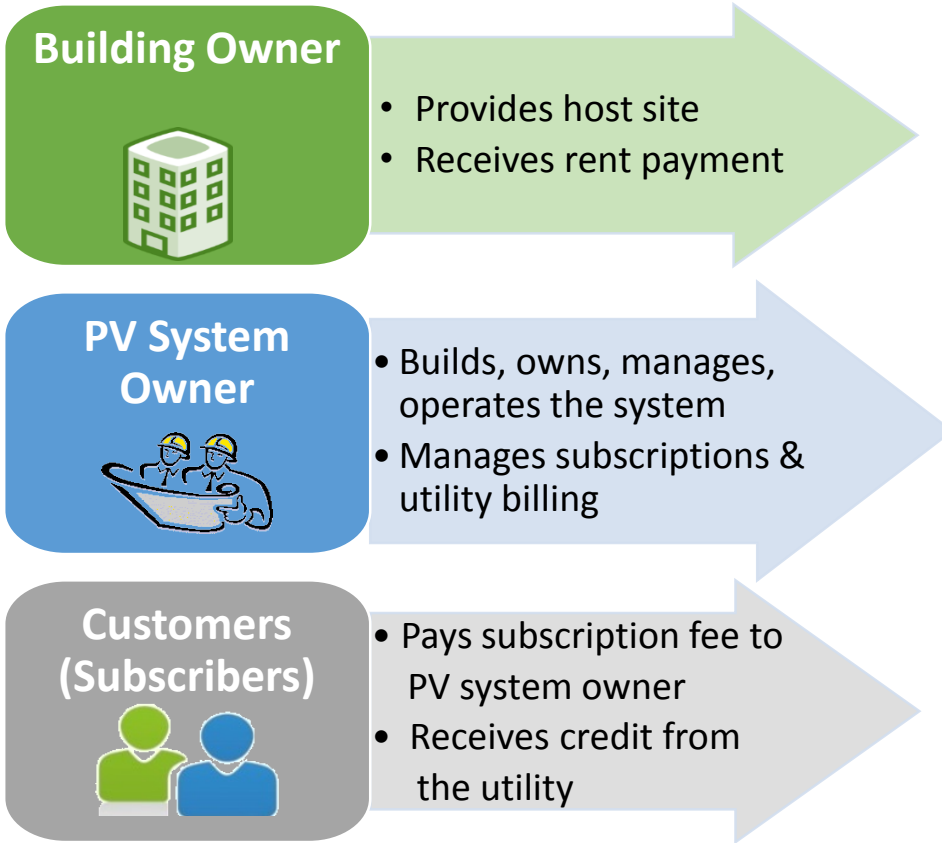 Building Owner
• Provides host site
• Receives rent payment
PV System
Owner
• Builds, owns, manages,
operates the system
• Manages subscriptions &
utility billing
Customers
(Subscribers)
• Pays subscription fee to
PV system owner
• Receives credit from
the utility